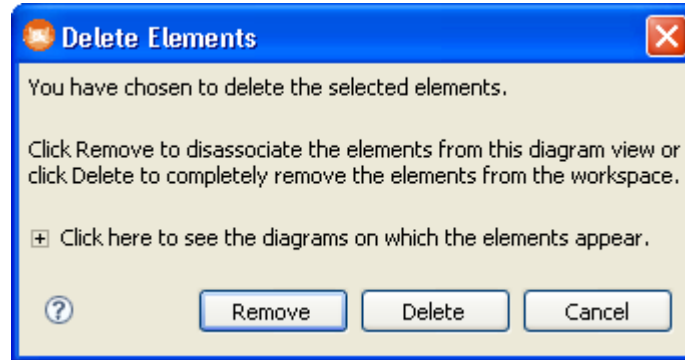 Delete Elements
You have chosen to delete the selected elements.
Click Remove to disassociate the elements from this diagram view or
click Delete to completely remove the elements from the workspace.
Click here to see the diagrams on which the elements appear.
Remove Delete Cancel